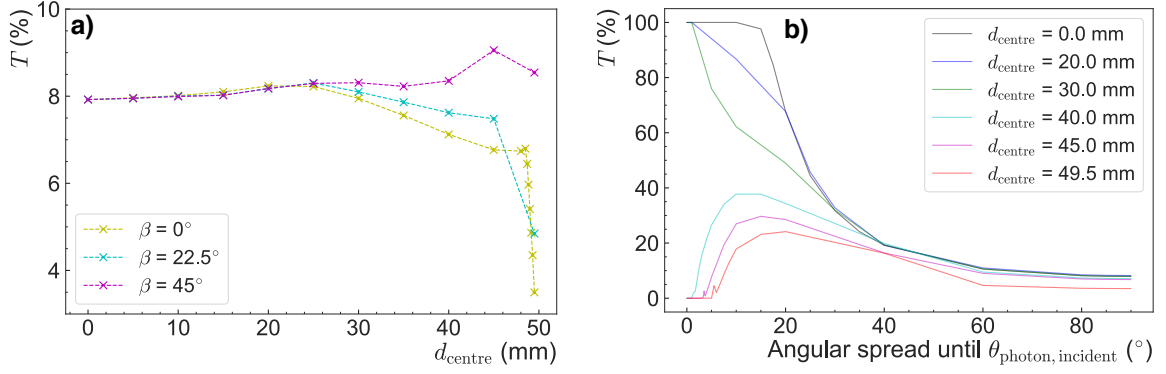 a)
T (%)
10
8
6
4
β = 0°
β = 22.5°
β = 45°
0 10 20 30 40 50
d_centre (mm)
b)
T (%)
100
80
60
40
20
0
d_centre = 0.0 mm
d_centre = 20.0 mm
d_centre = 30.0 mm
d_centre = 40.0 mm
d_centre = 45.0 mm
d_centre = 49.5 mm
0 20 40 60 80
Angular spread until θ_photon, incident (°)